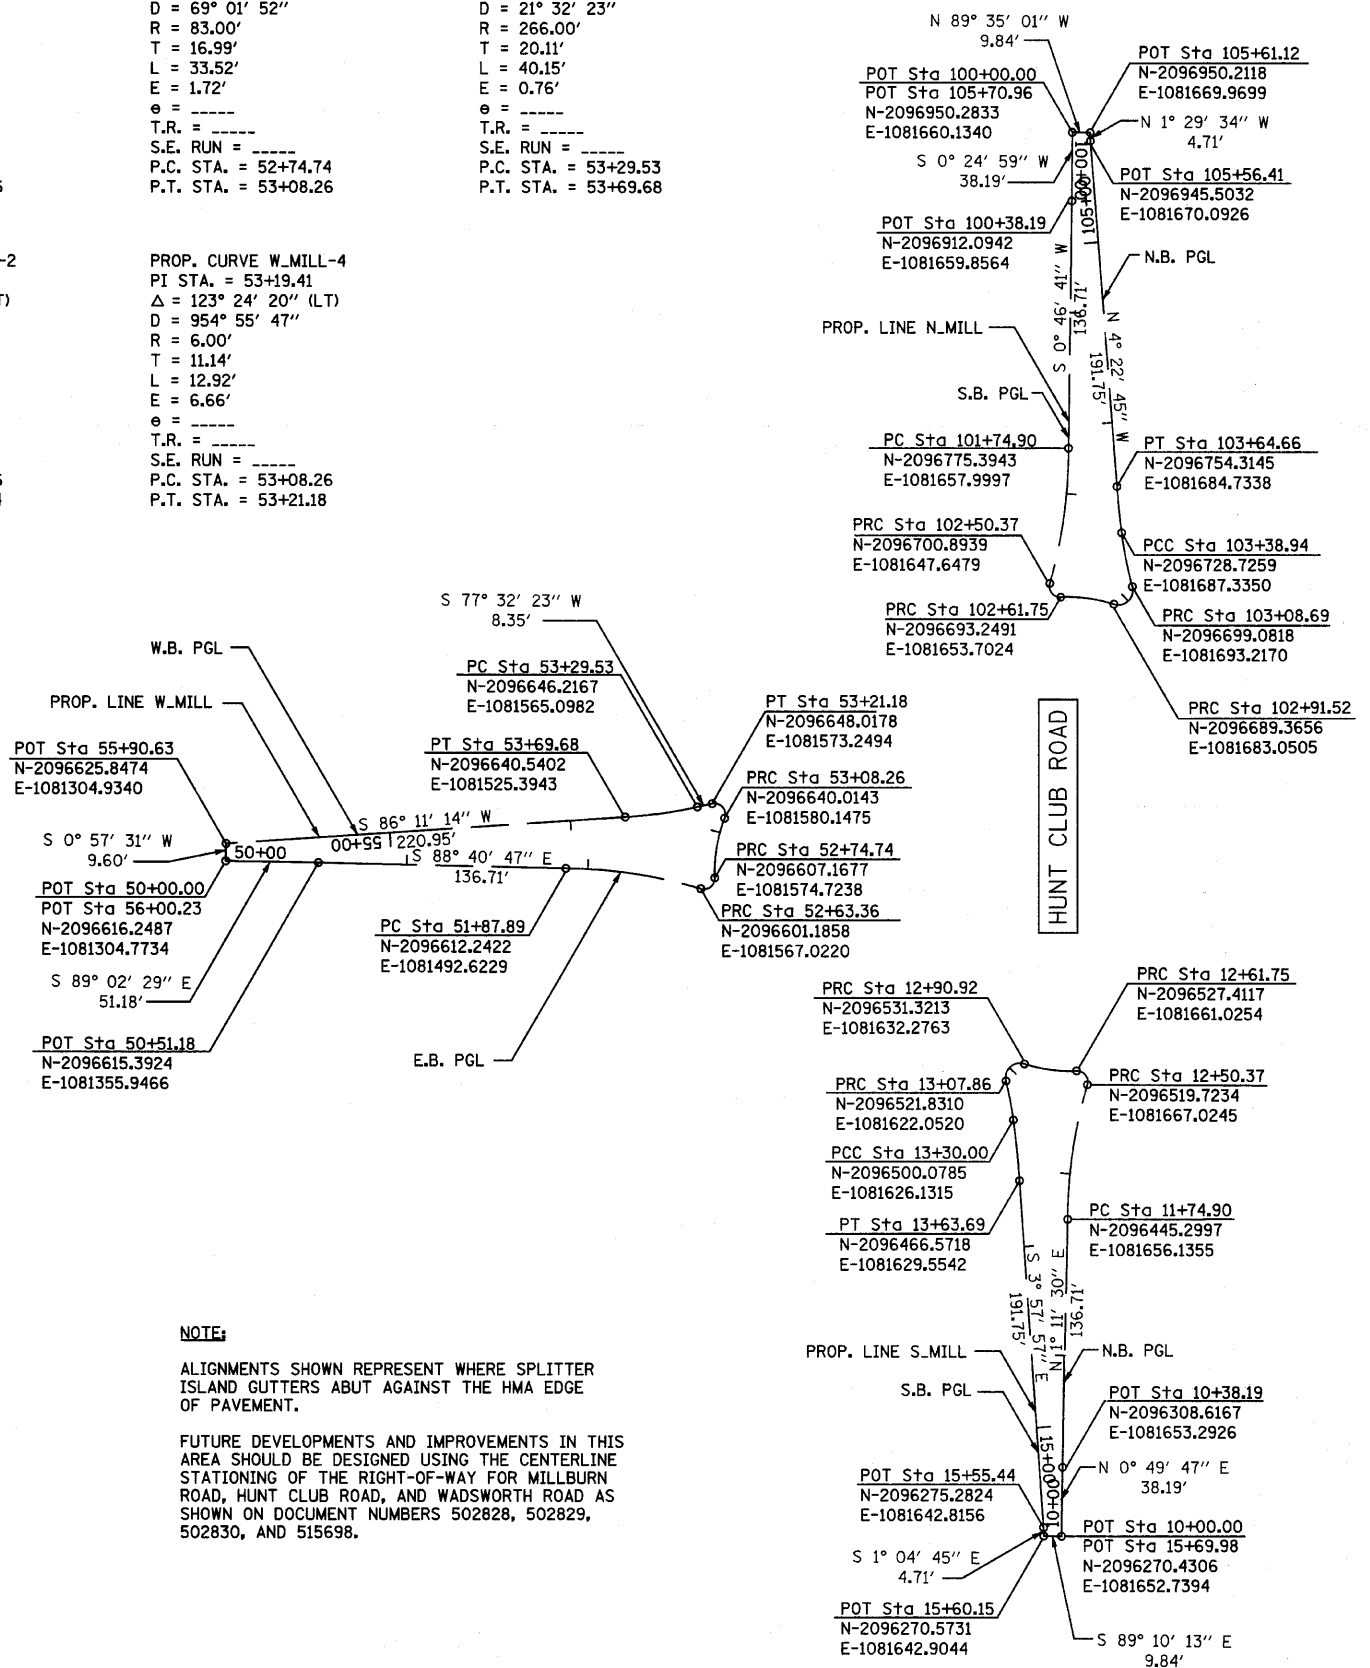 D = 69° 01' 52"
R = 83.00'
T = 16.99'
L = 33.52'
E = 1.72'
ɵ = _____
T.R. = _____
S.E. RUN = _____
P.C. STA. = 52+74.74
P.T. STA. = 53+08.26
D = 21° 32' 23"
R = 266.00'
T = 20.11'
L = 40.15'
E = 0.76'
ɵ = _____
T.R. = _____
S.E. RUN = _____
P.C. STA. = 53+29.53
P.T. STA. = 53+69.68
-2
PROP. CURVE W_MILL-4
PI STA. = 53+19.41
Δ = 123° 24' 20" (LT)
D = 954° 55' 47"
R = 6.00'
T = 11.14'
L = 12.92'
E = 6.66'
ɵ = _____
T.R. = _____
S.E. RUN = _____
P.C. STA. = 53+08.26
P.T. STA. = 53+21.18
N 89° 35' 01" W
9.84'
POT Sta 100+00.00
POT Sta 105+70.96
N-2096950.2833
E-1081660.1340
POT Sta 105+61.12
N-2096950.2118
E-1081669.9699
N 1° 29' 34" W
4.71'
S 0° 24' 59" W
38.19'
POT Sta 105+56.41
N-2096945.5032
E-1081670.0926
POT Sta 100+38.19
N-2096912.0942
E-1081659.8564
100+00
105+00
N.B. PGL
S 0° 46' 41" W
136.71'
N 4° 22' 45" W
191.75'
PROP. LINE N_MILL
S.B. PGL
PC Sta 101+74.90
N-2096775.3943
E-1081657.9997
PT Sta 103+64.66
N-2096754.3145
E-1081684.7338
PRC Sta 102+50.37
N-2096700.8939
E-1081647.6479
PCC Sta 103+38.94
N-2096728.7259
E-1081687.3350
PRC Sta 102+61.75
N-2096693.2491
E-1081653.7024
PRC Sta 103+08.69
N-2096699.0818
E-1081693.2170
PRC Sta 102+91.52
N-2096689.3656
E-1081683.0505
HUNT CLUB ROAD
S 77° 32' 23" W
8.35'
W.B. PGL
PC Sta 53+29.53
N-2096646.2167
E-1081565.0982
PROP. LINE W_MILL
PT Sta 53+21.18
N-2096648.0178
E-1081573.2494
POT Sta 55+90.63
N-2096625.8474
E-1081304.9340
PT Sta 53+69.68
N-2096640.5402
E-1081525.3943
PRC Sta 53+08.26
N-2096640.0143
E-1081580.1475
S 86° 11' 14" W
220.95'
55+00
S 0° 57' 31" W
9.60'
50+00
S 88° 40' 47" E
136.71'
PRC Sta 52+74.74
N-2096607.1677
E-1081574.7238
POT Sta 50+00.00
POT Sta 56+00.23
N-2096616.2487
E-1081304.7734
PC Sta 51+87.89
N-2096612.2422
E-1081492.6229
PRC Sta 52+63.36
N-2096601.1858
E-1081567.0220
S 89° 02' 29" E
51.18'
POT Sta 50+51.18
N-2096615.3924
E-1081355.9466
E.B. PGL
PRC Sta 12+90.92
N-2096531.3213
E-1081632.2763
PRC Sta 12+61.75
N-2096527.4117
E-1081661.0254
PRC Sta 13+07.86
N-2096521.8310
E-1081622.0520
PRC Sta 12+50.37
N-2096519.7234
E-1081667.0245
PCC Sta 13+30.00
N-2096500.0785
E-1081626.1315
PT Sta 13+63.69
N-2096466.5718
E-1081629.5542
PC Sta 11+74.90
N-2096445.2997
E-1081656.1355
S 3° 57' 57" E
191.75'
N 1° 11' 30" E
136.71'
PROP. LINE S_MILL
N.B. PGL
S.B. PGL
POT Sta 10+38.19
N-2096308.6167
E-1081653.2926
15+00
10+00
POT Sta 15+55.44
N-2096275.2824
E-1081642.8156
N 0° 49' 47" E
38.19'
POT Sta 10+00.00
POT Sta 15+69.98
N-2096270.4306
E-1081652.7394
S 1° 04' 45" E
4.71'
POT Sta 15+60.15
N-2096270.5731
E-1081642.9044
S 89° 10' 13" E
9.84'
NOTE:
ALIGNMENTS SHOWN REPRESENT WHERE SPLITTER
ISLAND GUTTERS ABUT AGAINST THE HMA EDGE
OF PAVEMENT.
FUTURE DEVELOPMENTS AND IMPROVEMENTS IN THIS
AREA SHOULD BE DESIGNED USING THE CENTERLINE
STATIONING OF THE RIGHT-OF-WAY FOR MILLBURN
ROAD, HUNT CLUB ROAD, AND WADSWORTH ROAD AS
SHOWN ON DOCUMENT NUMBERS 502828, 502829,
502830, AND 515698.